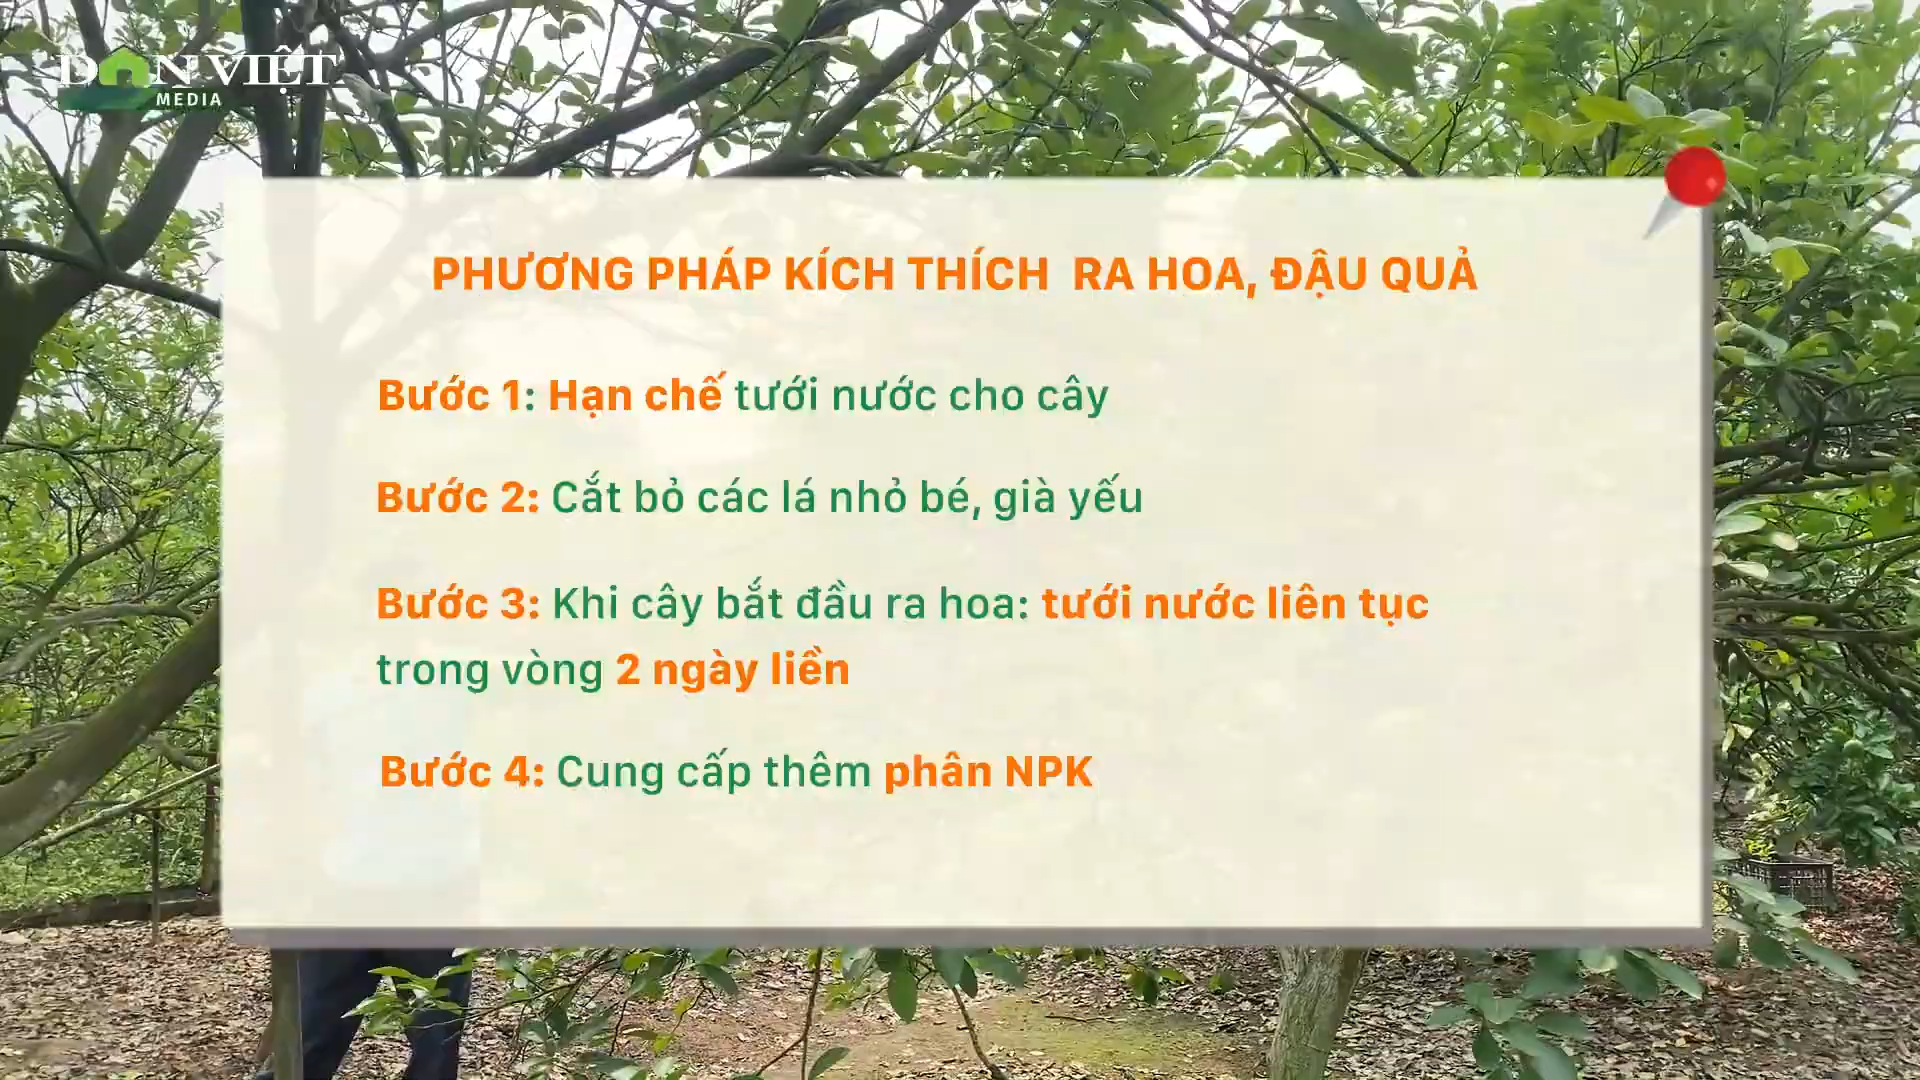 DÂN VIỆT
MEDIA
PHƯƠNG PHÁP KÍCH THÍCH RA HOA, ĐẬU QUẢ
Bước 1: Hạn chế tưới nước cho cây
Bước 2: Cắt bỏ các lá nhỏ bé, già yếu
Bước 3: Khi cây bắt đầu ra hoa: tưới nước liên tục
trong vòng 2 ngày liền
Bước 4: Cung cấp thêm phân NPK